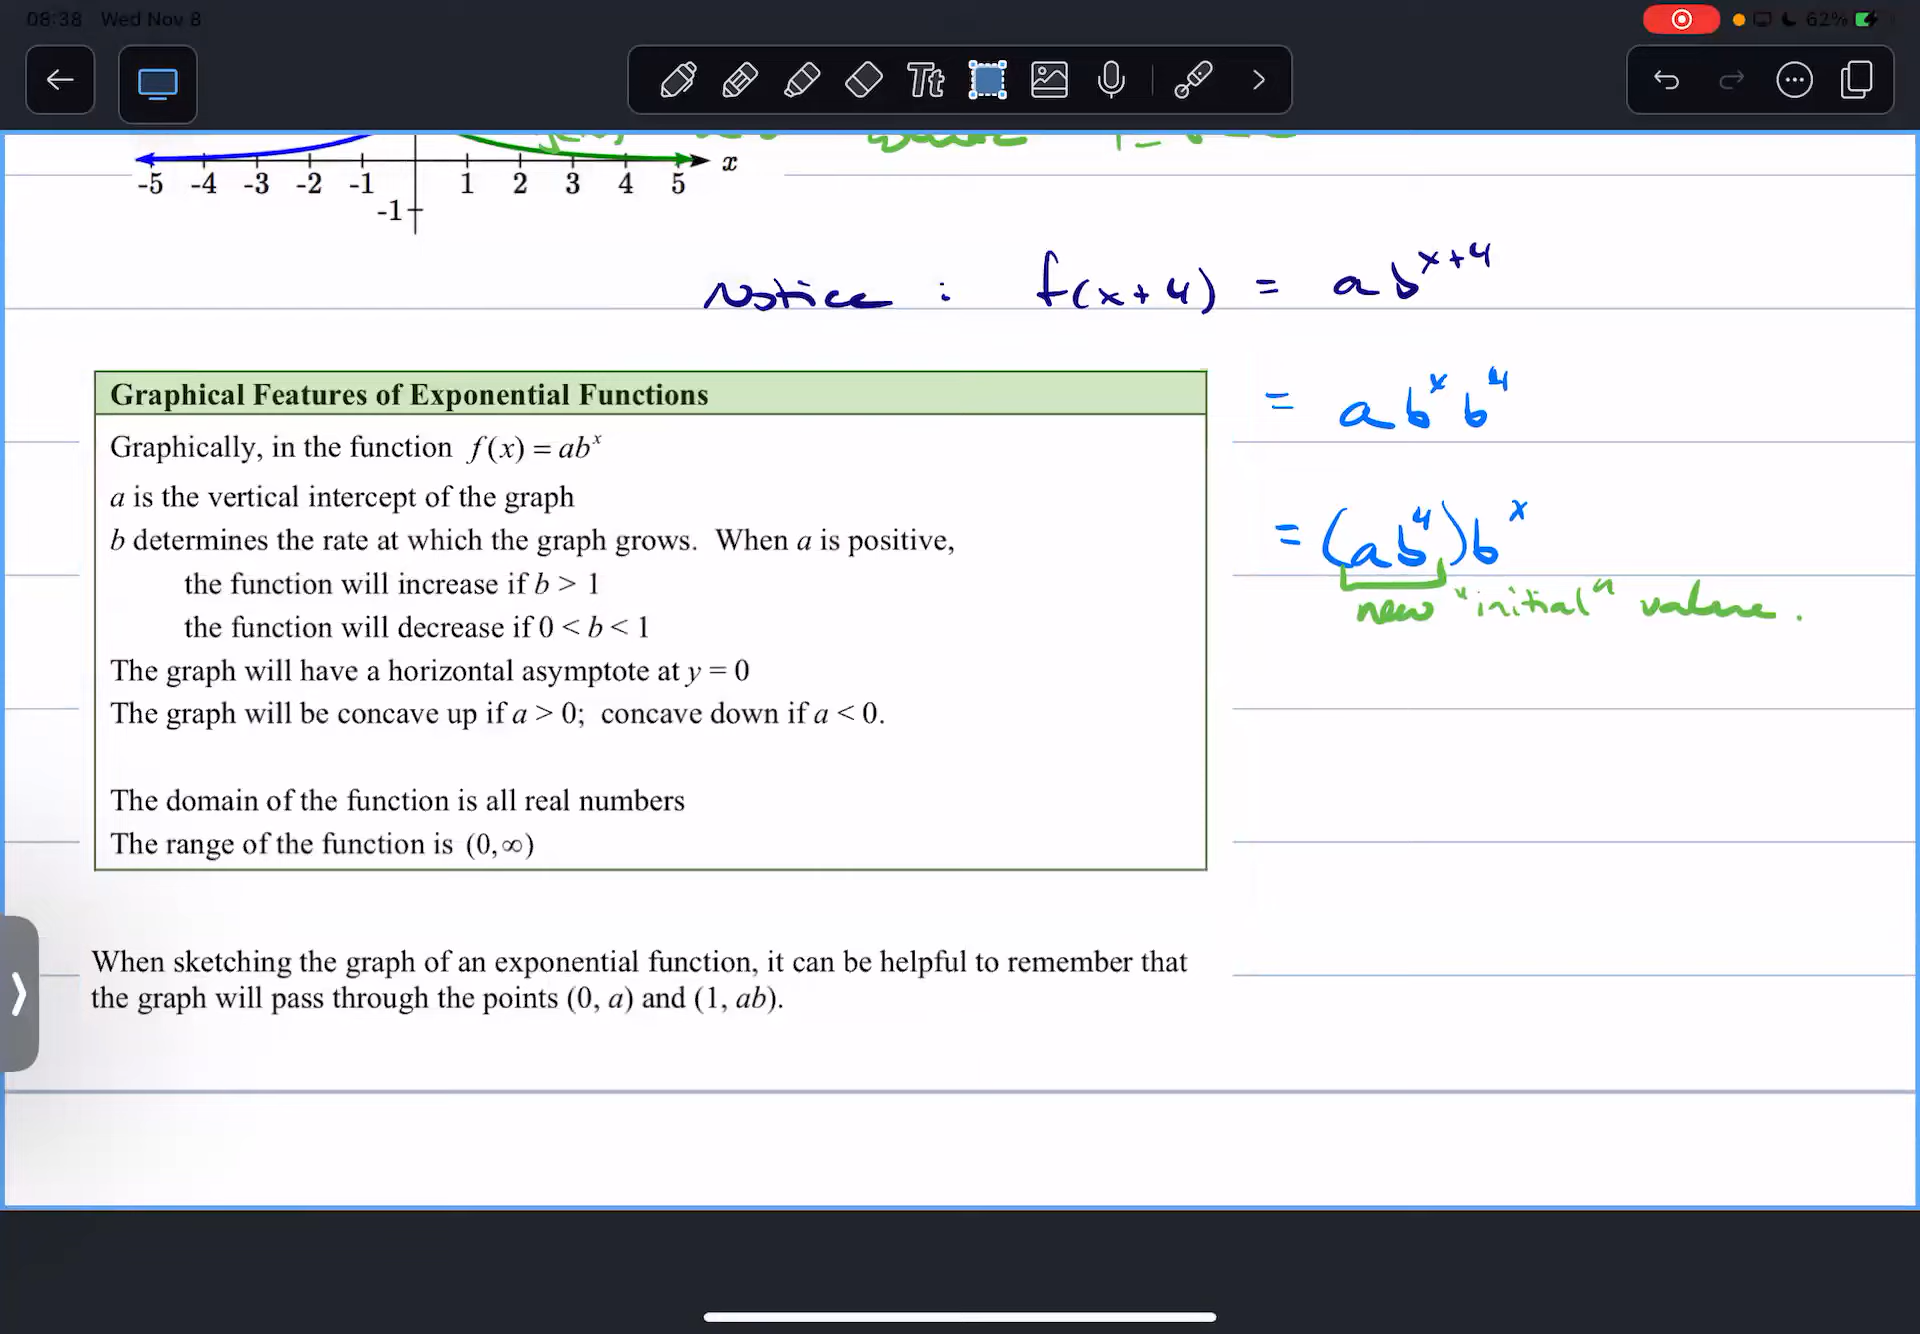 08:38 Wed Nov 8
62%
Tt
x
-5 -4 -3 -2 -1 1 2 3 4 5
-1
Notice : f(x+4) = ab^{x+4}
= ab^x b^4
= (ab^4)b^x
new "initial" value.
Graphical Features of Exponential Functions
Graphically, in the function f(x) = ab^x
a is the vertical intercept of the graph
b determines the rate at which the graph grows. When a is positive,
the function will increase if b > 1
the function will decrease if 0 < b < 1
The graph will have a horizontal asymptote at y = 0
The graph will be concave up if a > 0; concave down if a < 0.
The domain of the function is all real numbers
The range of the function is (0, ∞)
When sketching the graph of an exponential function, it can be helpful to remember that
the graph will pass through the points (0, a) and (1, ab).